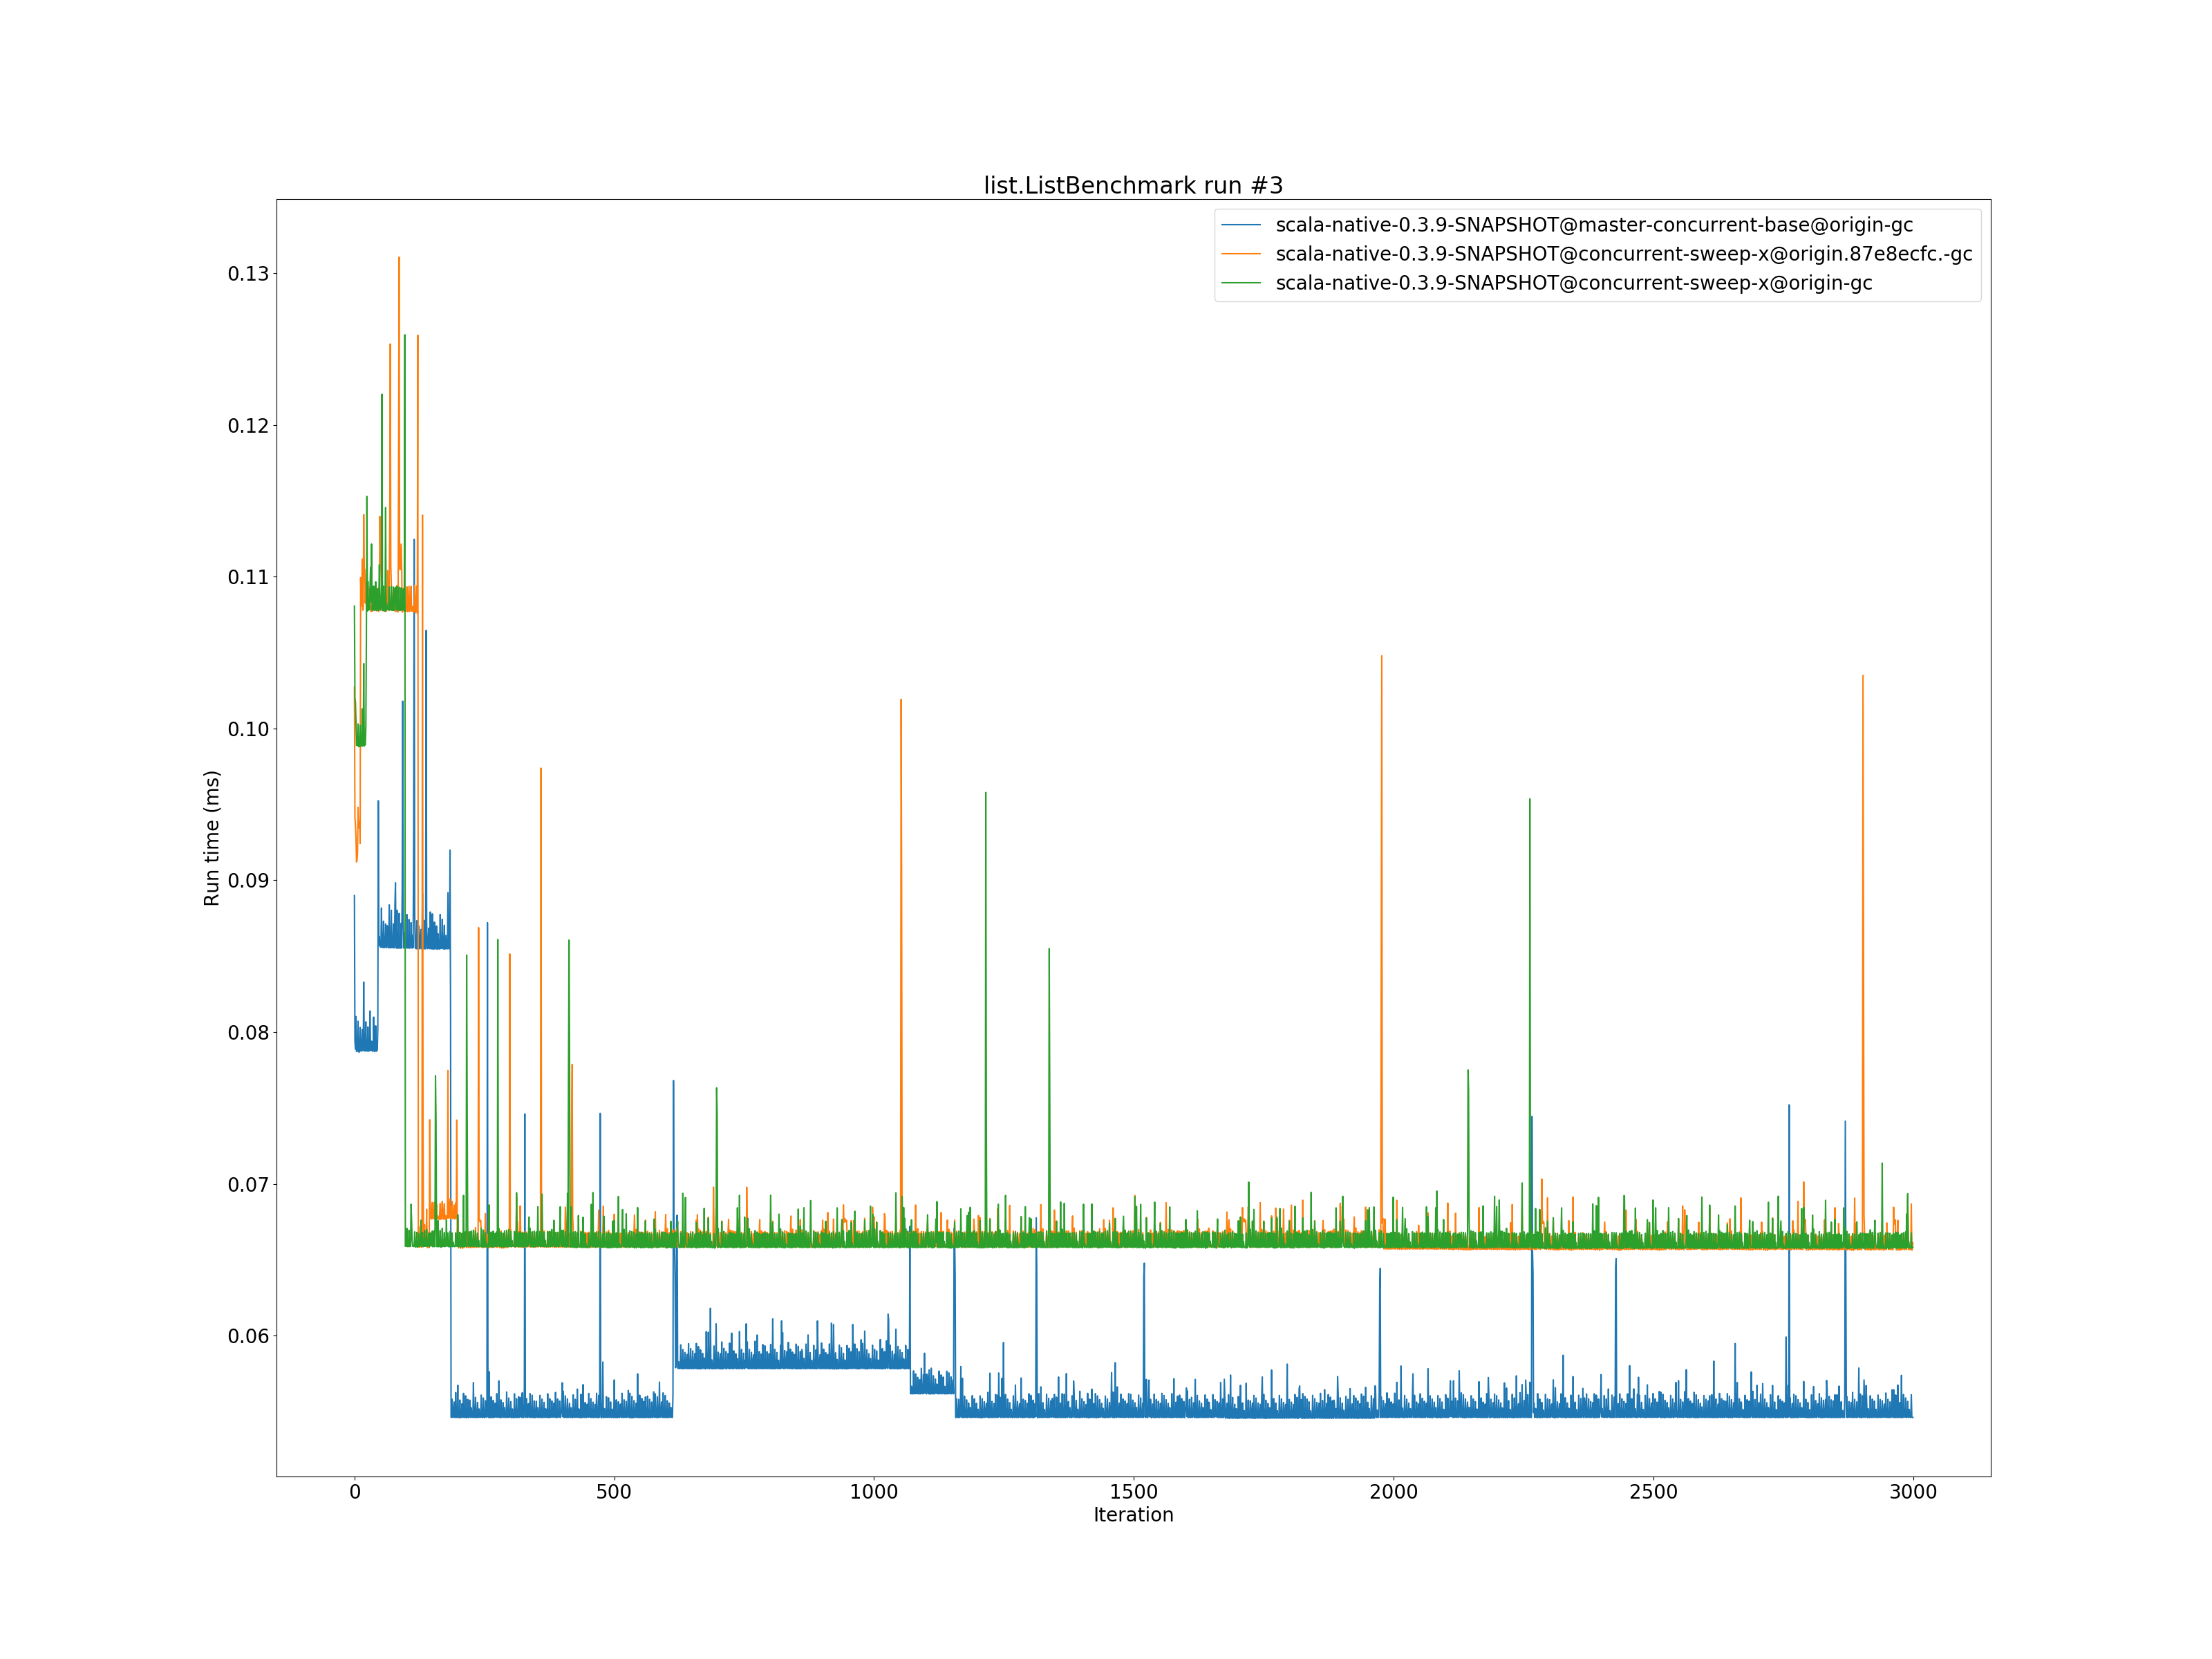 list.ListBenchmark run #3
scala-native-0.3.9-SNAPSHOT@master-concurrent-base@origin-gc
scala-native-0.3.9-SNAPSHOT@concurrent-sweep-x@origin.87e8ecfc.-gc
scala-native-0.3.9-SNAPSHOT@concurrent-sweep-x@origin-gc
0.13
0.12
0.11
0.10
0.09
0.08
0.07
0.06
Run time (ms)
0 500 1000 1500 2000 2500 3000
Iteration